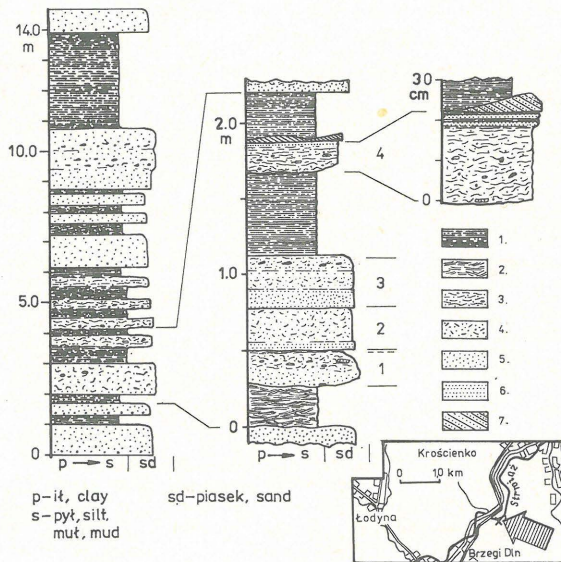 14.0
m
10.0
5.0
0
p → s sd
2.0
m
1.0
0
p → s sd
4
3
2
1
30
cm
0
1.
2.
3.
4.
5.
6.
7.
p-ił, clay
s-pył, silt,
muł, mud
sd-piasek, sand
Krościenko
0 1,0 km
Strwiąż
Łodyna
Brzegi Dln